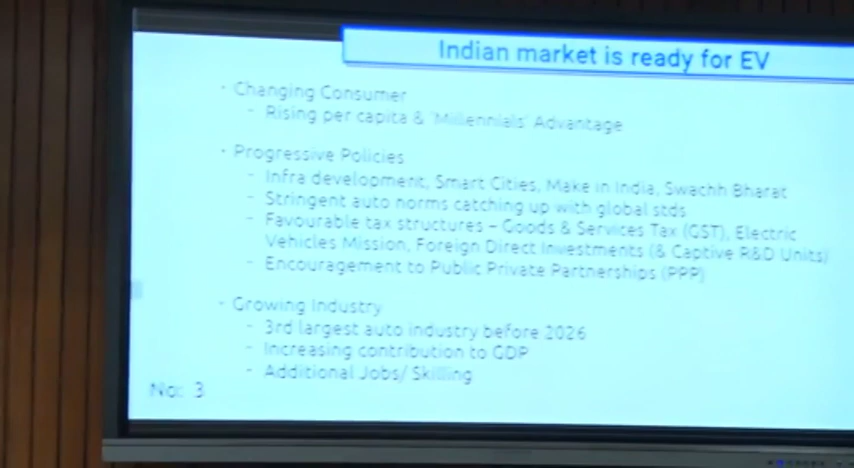 Indian market is ready for EV
· Changing Consumer
- Rising per capita & 'Millennials' Advantage
· Progressive Policies
- Infra development, Smart Cities, Make in India, Swachh Bharat
- Stringent auto norms catching up with global stds
- Favourable tax structures – Goods & Services Tax (GST), Electric
Vehicles Mission, Foreign Direct Investments (& Captive R&D Units)
- Encouragement to Public Private Partnerships (PPP)
· Growing Industry
- 3rd largest auto industry before 2026
- Increasing contribution to GDP
- Additional Jobs/ Skilling
No: 3